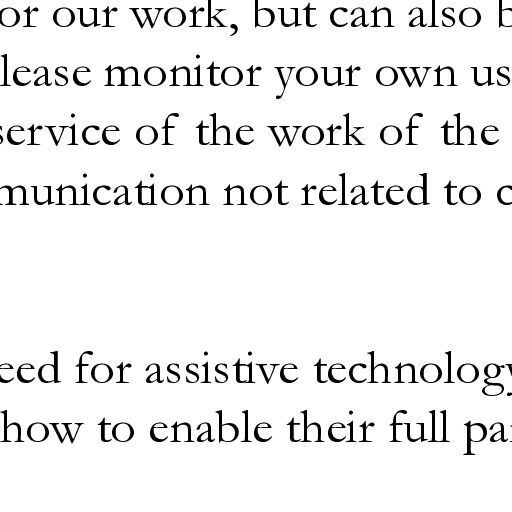 or our work, but can also b
lease monitor your own us
service of the work of the
munication not related to c
eed for assistive technology
how to enable their full par